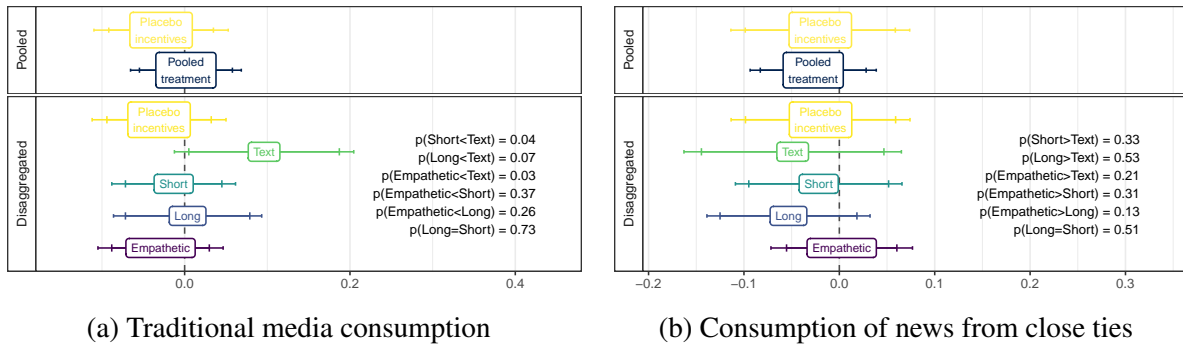 Pooled
Placebo
incentives
Pooled
treatment
Disaggregated
Placebo
incentives
Text
Short
Long
Empathetic
p(Short<Text) = 0.04
p(Long<Text) = 0.07
p(Empathetic<Text) = 0.03
p(Empathetic<Short) = 0.37
p(Empathetic<Long) = 0.26
p(Long=Short) = 0.73
0.0 0.2 0.4
(a) Traditional media consumption
Pooled
Placebo
incentives
Pooled
treatment
Disaggregated
Placebo
incentives
Text
Short
Long
Empathetic
p(Short>Text) = 0.33
p(Long>Text) = 0.53
p(Empathetic>Text) = 0.21
p(Empathetic>Short) = 0.31
p(Empathetic>Long) = 0.13
p(Long=Short) = 0.51
−0.2 −0.1 0.0 0.1 0.2 0.3
(b) Consumption of news from close ties